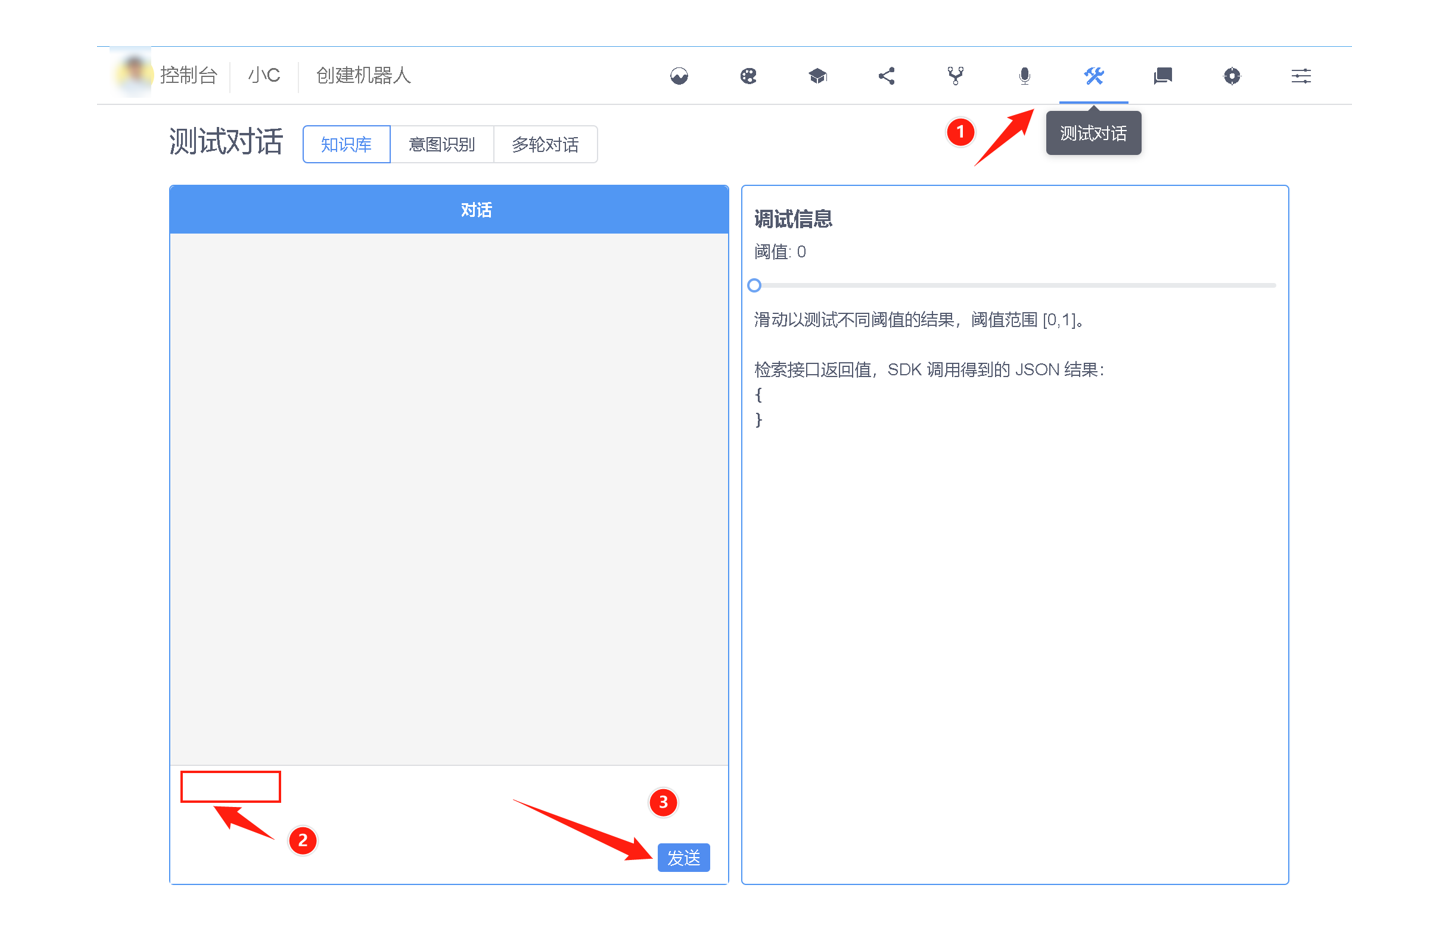 控制台 小C 创建机器人
1 测试对话
测试对话 知识库 意图识别 多轮对话
对话
调试信息
阈值: 0
滑动以测试不同阈值的结果，阈值范围 [0,1]。
检索接口返回值，SDK 调用得到的 JSON 结果：
{
}
2
3
发送